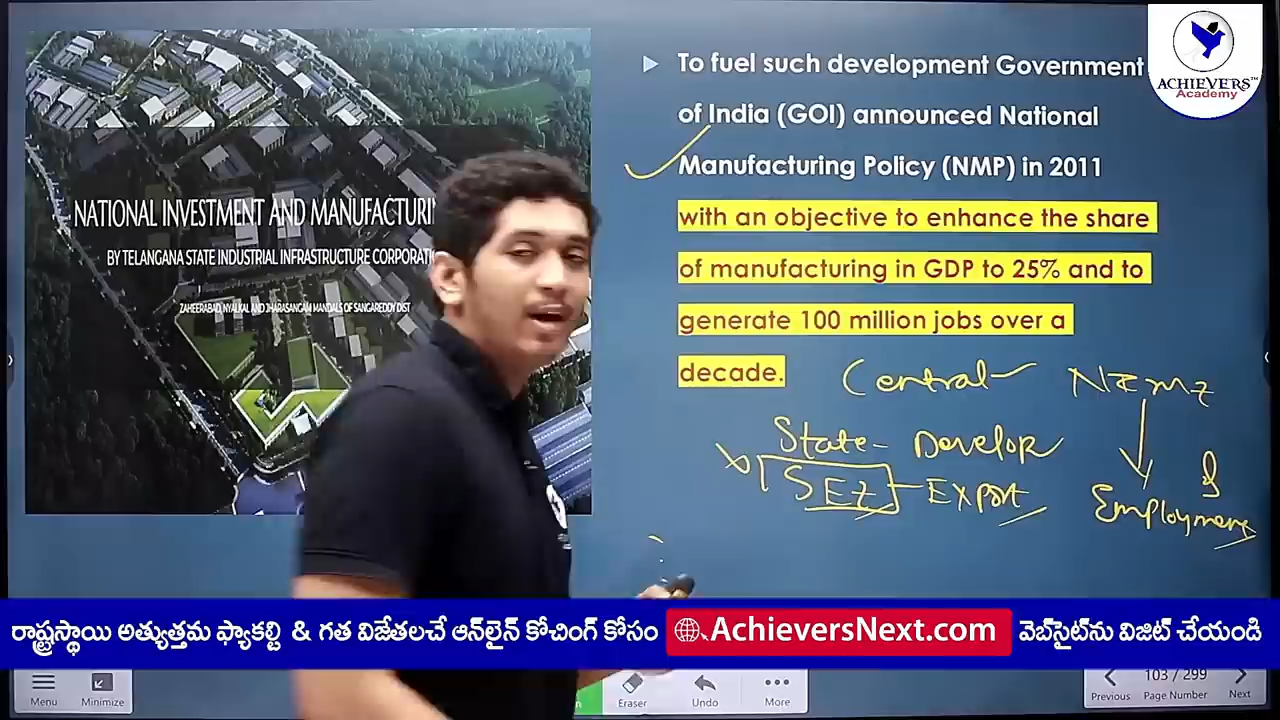 NATIONAL INVESTMENT AND MANUFACTURIN
BY TELANGANA STATE INDUSTRIAL INFRASTRUCTURE CORPORATIO
ZAHEERABAD, NYALKAL AND JHARASANGAM MANDALS OF SANGAREDDY DIST
To fuel such development Government
of India (GOI) announced National
Manufacturing Policy (NMP) in 2011
with an objective to enhance the share
of manufacturing in GDP to 25% and to
generate 100 million jobs over a
decade.
Central NIMZ
State - Develop
SEZ - Export
Employment
ACHIEVERS™
Academy
రాష్ట్రస్థాయి అత్యుత్తమ ఫ్యాకల్టి & గత విజేతలచే ఆన్‌లైన్ కోచింగ్ కోసం AchieversNext.com వెబ్‌సైట్‌ను విజిట్ చేయండి
Menu Minimize Eraser Undo More Previous Page Number Next
103 / 299